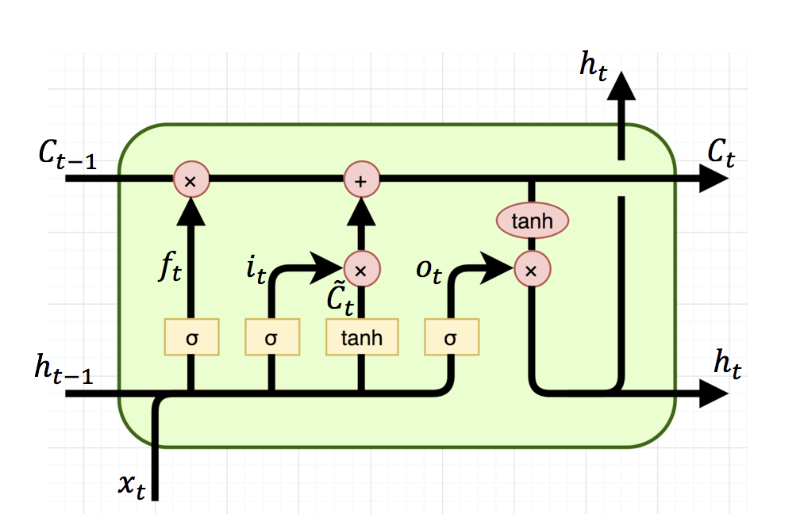 h_t
C_{t-1}
C_t
×
+
tanh
f_t
i_t
×
o_t
×
C̃_t
σ
σ
tanh
σ
h_{t-1}
h_t
x_t